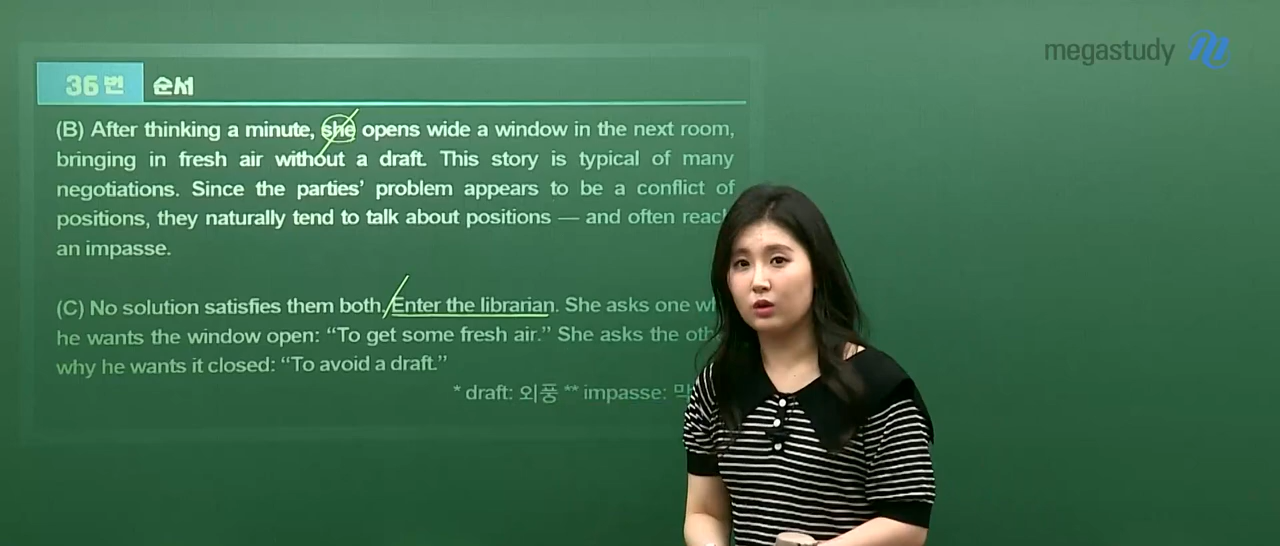 megastudy
36번 순서
(B) After thinking a minute, she opens wide a window in the next room,
bringing in fresh air without a draft. This story is typical of many
negotiations. Since the parties’ problem appears to be a conflict of
positions, they naturally tend to talk about positions — and often reach
an impasse.
(C) No solution satisfies them both. Enter the librarian. She asks one
he wants the window open: “To get some fresh air.” She asks the
why he wants it closed: “To avoid a draft.”
* draft: 외풍 ** impasse: